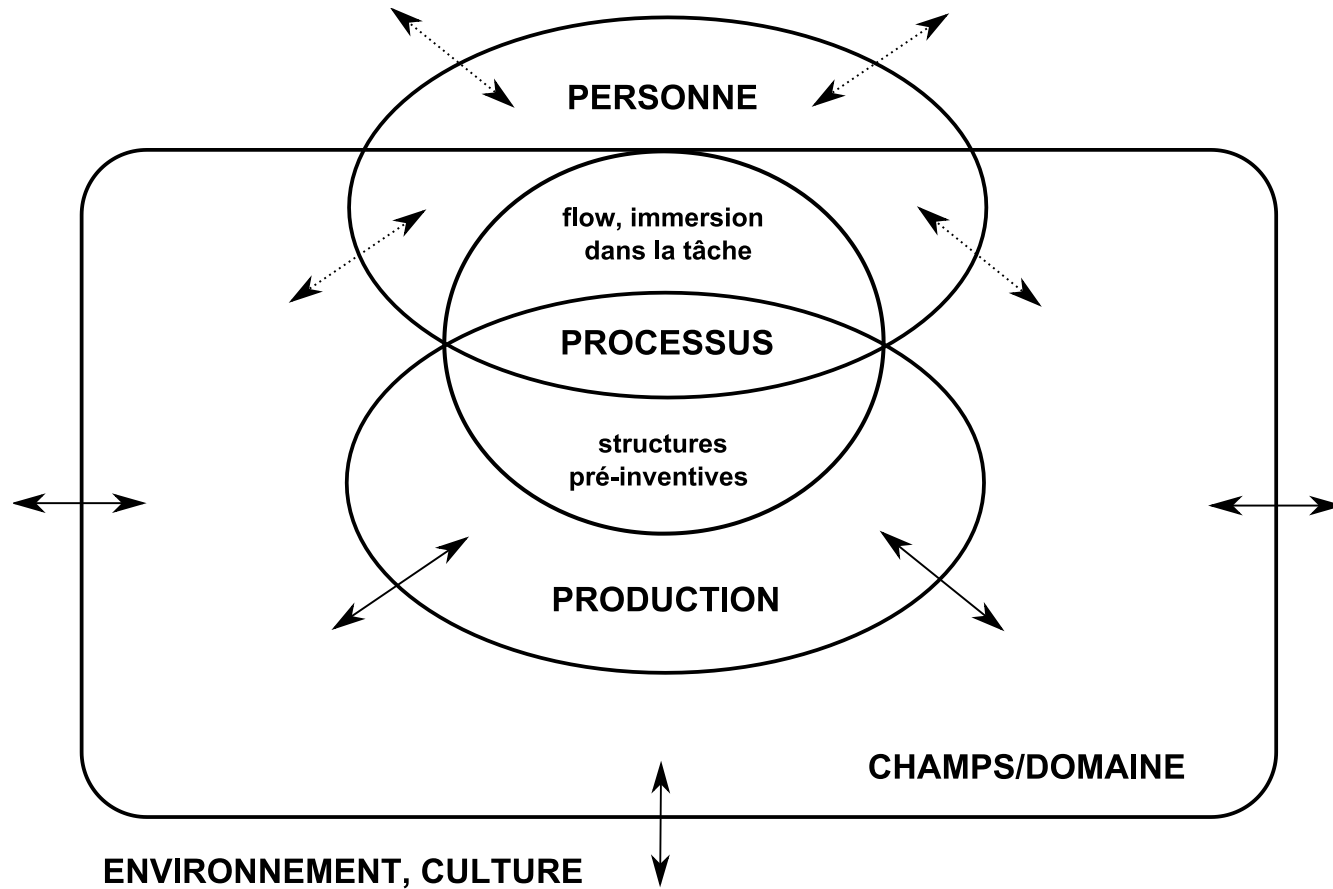 PERSONNE
flow, immersion
dans la tâche
PROCESSUS
structures
pré-inventives
PRODUCTION
CHAMPS/DOMAINE
ENVIRONNEMENT, CULTURE